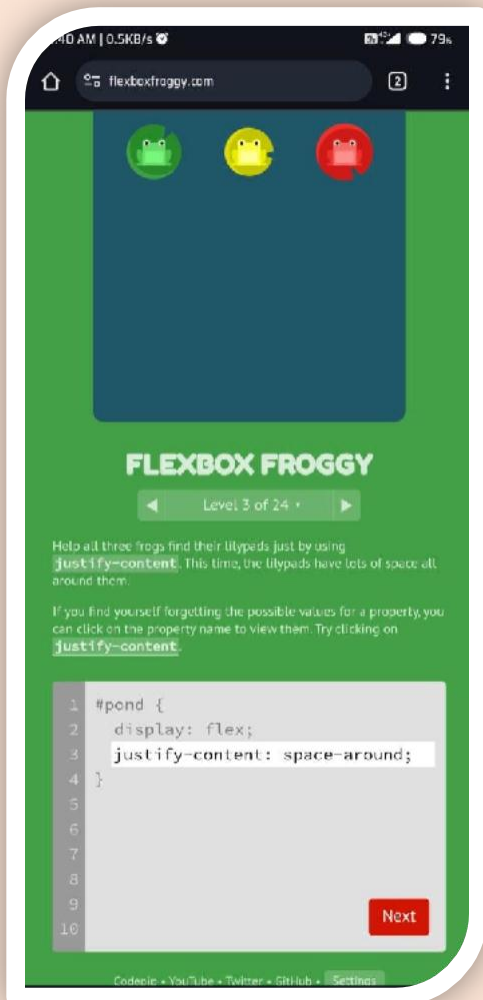 :40 AM | 0.5KB/s
79%
flexboxfroggy.com
2
FLEXBOX FROGGY
Level 3 of 24
Help all three frogs find their lilypads just by using
justify-content. This time, the lilypads have lots of space all
around them.
If you find yourself forgetting the possible values for a property, you
can click on the property name to view them. Try clicking on
justify-content.
1 #pond {
2 display: flex;
3 justify-content: space-around;
4 }
5
6
7
8
9
10
Next
Codepip • YouTube • Twitter • GitHub • Settings